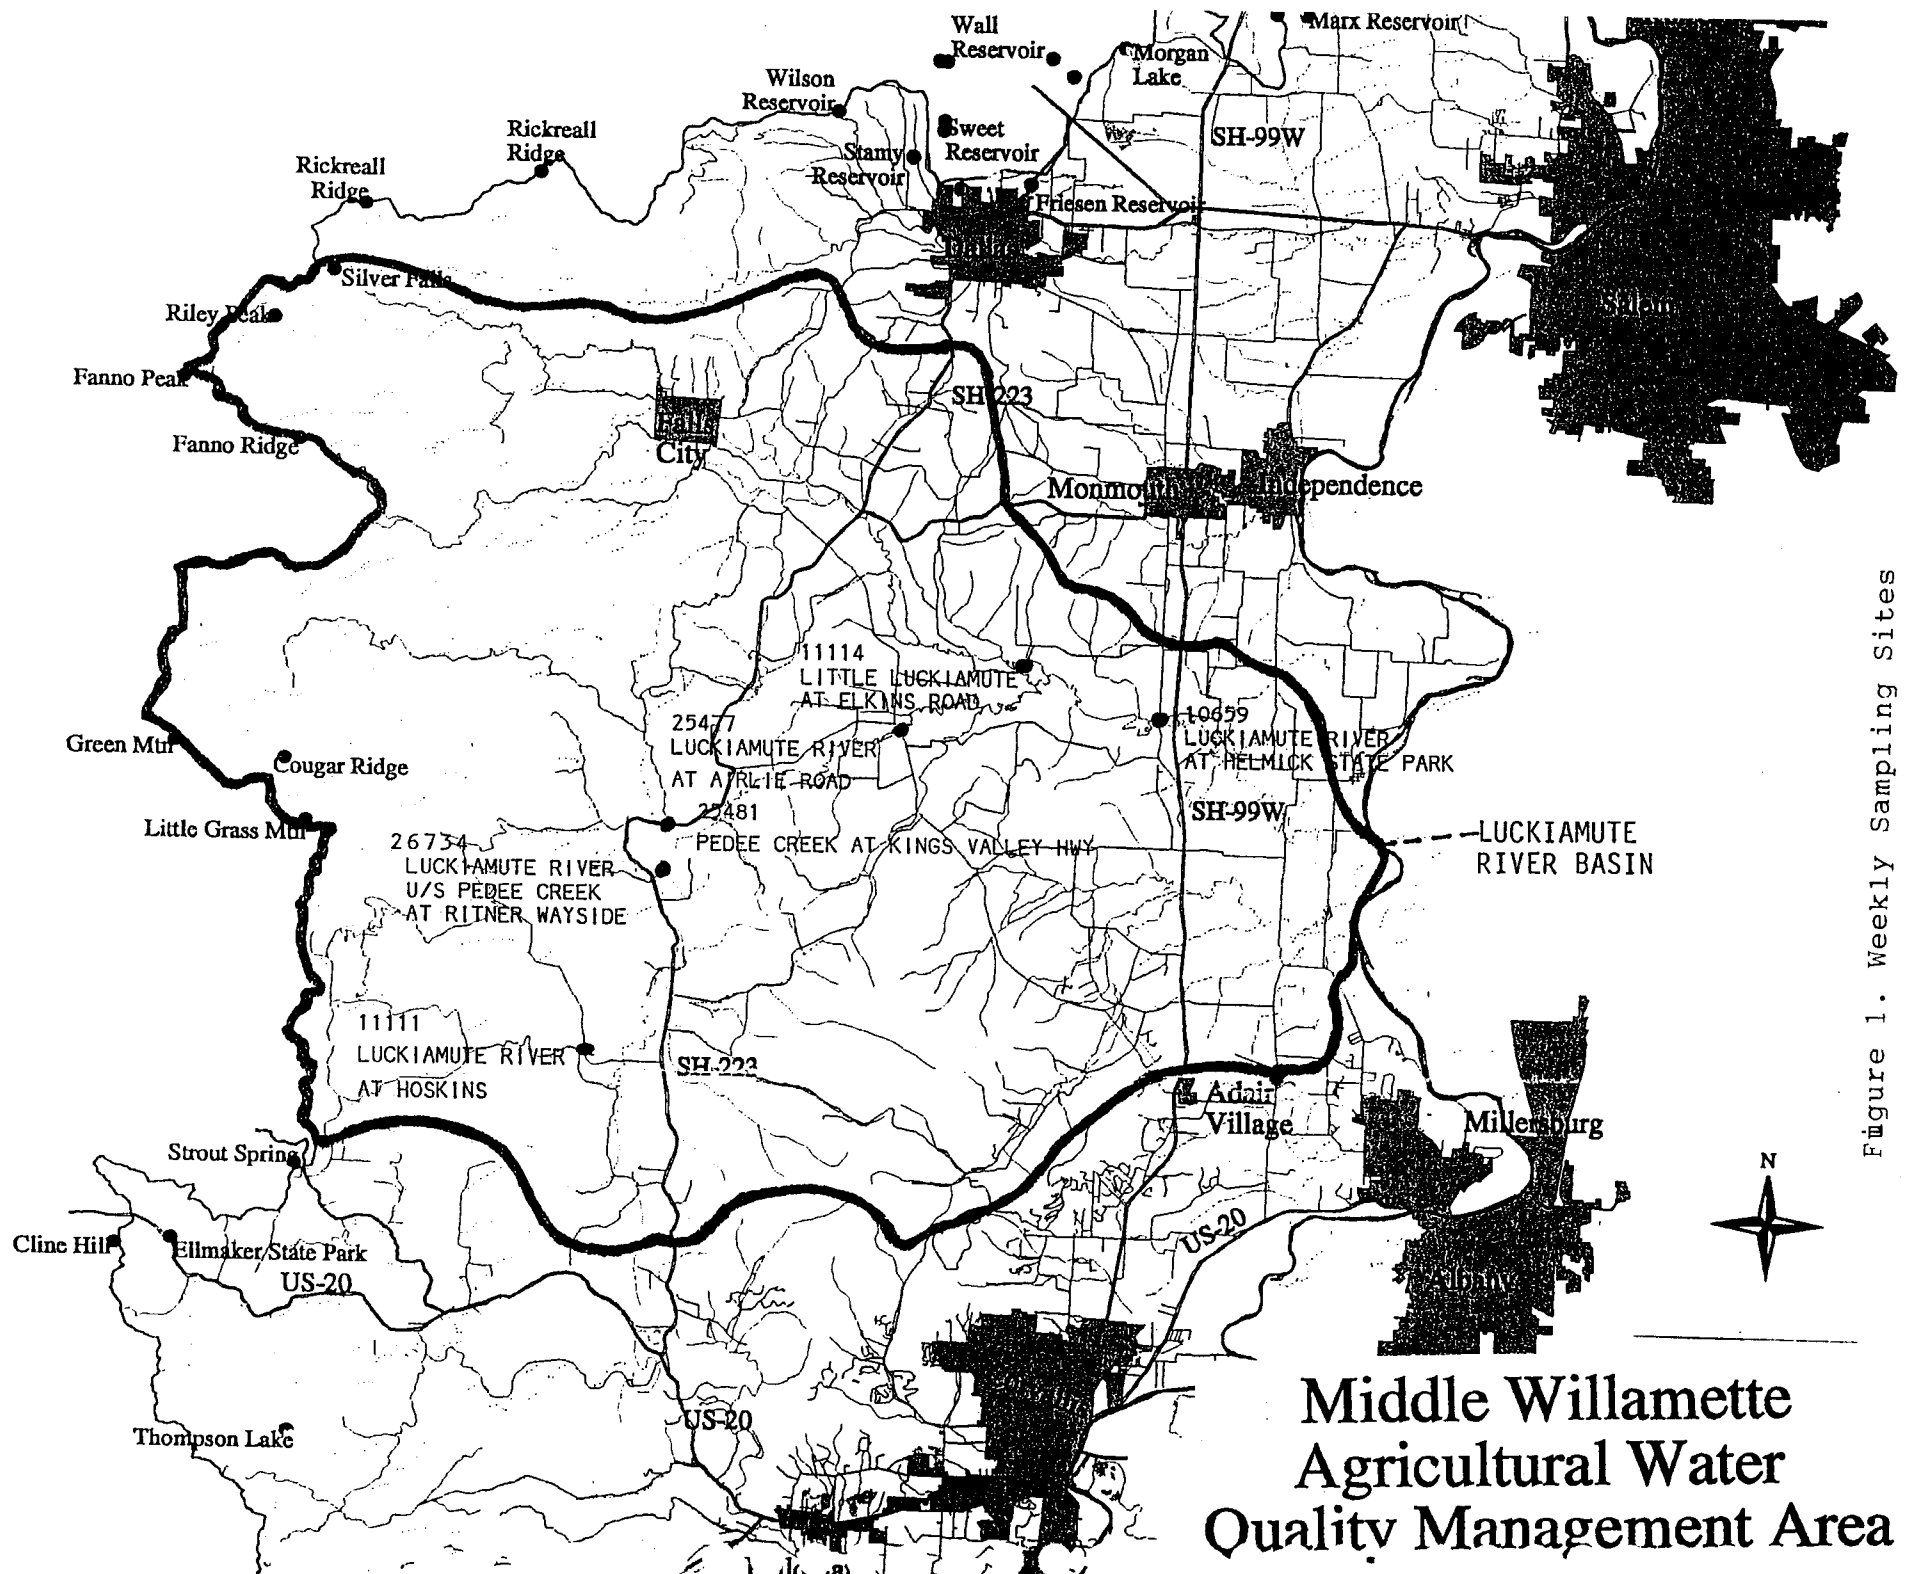 Wall
Reservoir
Marx Reservoir
Morgan
Lake
Wilson
Reservoir
Rickreall
Ridge
Sweet
Reservoir
SH-99W
Stamy
Reservoir
Rickreall
Ridge
Friesen Reservoir
Dallas
Silver Falls
Salem
Riley Peak
Fanno Peak
SH-223
Fanno Ridge
Falls
City
Monmouth
Independence
11114
LITTLE LUCKIAMUTE
AT ELKINS ROAD
25477
LUCKIAMUTE RIVER
AT AIRLIE ROAD
10659
LUCKIAMUTE RIVER
AT HELMICK STATE PARK
Green Mtn
Cougar Ridge
SH-99W
25481
PEDEE CREEK AT KINGS VALLEY HWY
Little Grass Mtn
26734
LUCKIAMUTE RIVER
U/S PEDEE CREEK
AT RITNER WAYSIDE
LUCKIAMUTE
RIVER BASIN
Figure 1. Weekly Sampling Sites
11111
LUCKIAMUTE RIVER
AT HOSKINS
SH-223
Adair
Village
Millersburg
Strout Spring
N
US-20
Cline Hill
Ellmaker State Park
US-20
Albany
US-20
Thompson Lake
Middle Willamette
Agricultural Water
Quality Management Area